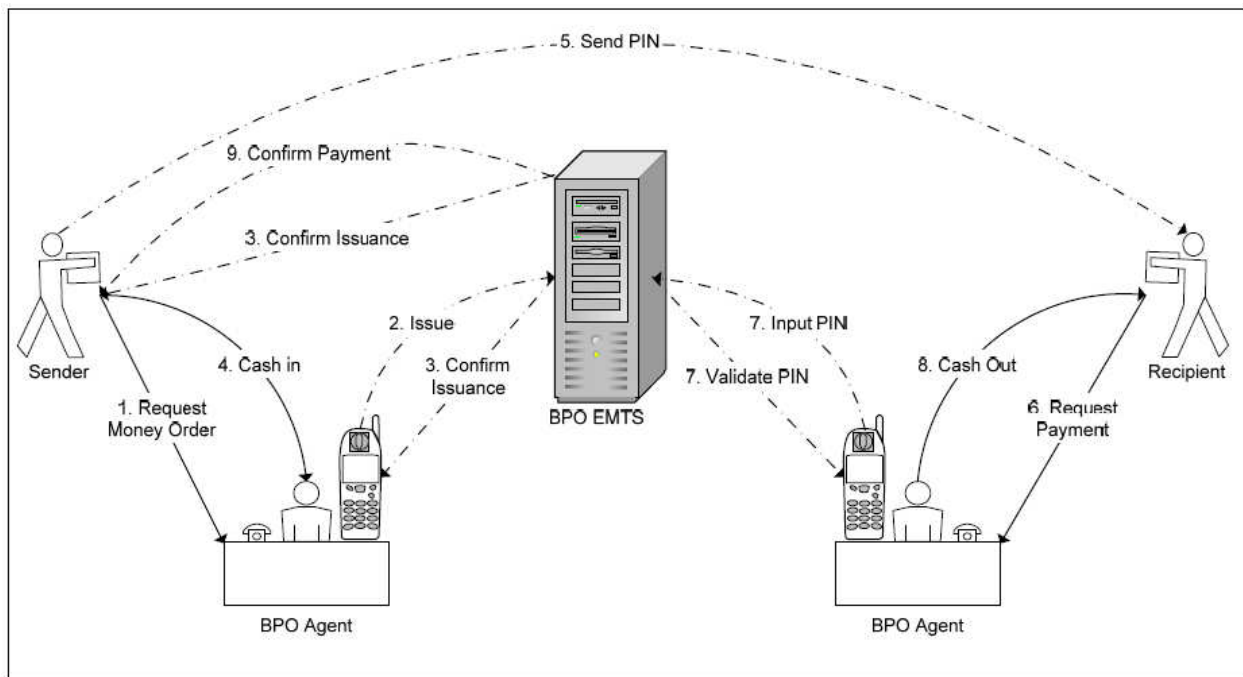 5. Send PIN
9. Confirm Payment
3. Confirm Issuance
2. Issue
7. Input PIN
3. Confirm
Issuance
7. Validate PIN
4. Cash in
8. Cash Out
Sender
Recipient
1. Request
Money Order
6. Request
Payment
BPO EMTS
BPO Agent
BPO Agent